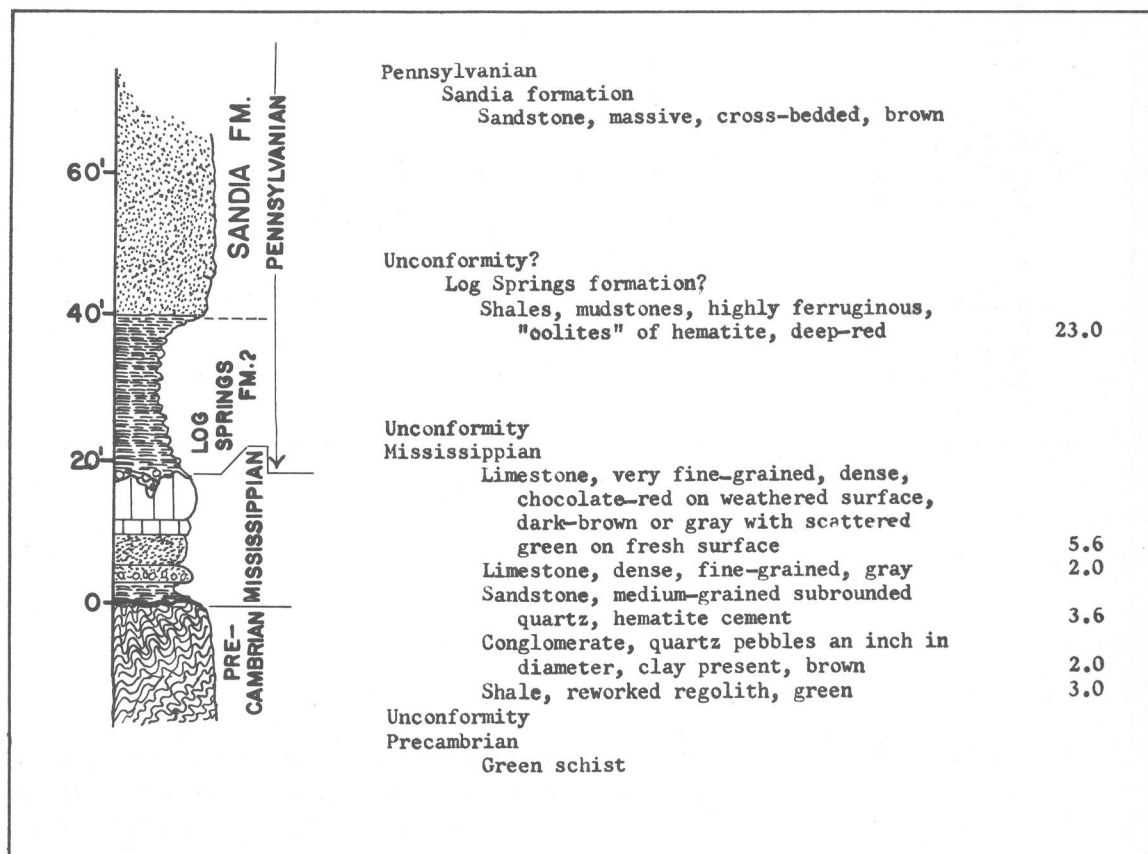 60'
40'
20'
0
SANDIA FM.
PENNSYLVANIAN
LOG
SPRINGS
FM.?
MISSISSIPPIAN
PRE-
CAMBRIAN
Pennsylvanian
Sandia formation
Sandstone, massive, cross-bedded, brown
Unconformity?
Log Springs formation?
Shales, mudstones, highly ferruginous,
"oolites" of hematite, deep-red 23.0
Unconformity
Mississippian
Limestone, very fine-grained, dense,
chocolate-red on weathered surface,
dark-brown or gray with scattered
green on fresh surface 5.6
Limestone, dense, fine-grained, gray 2.0
Sandstone, medium-grained subrounded
quartz, hematite cement 3.6
Conglomerate, quartz pebbles an inch in
diameter, clay present, brown 2.0
Shale, reworked regolith, green 3.0
Unconformity
Precambrian
Green schist